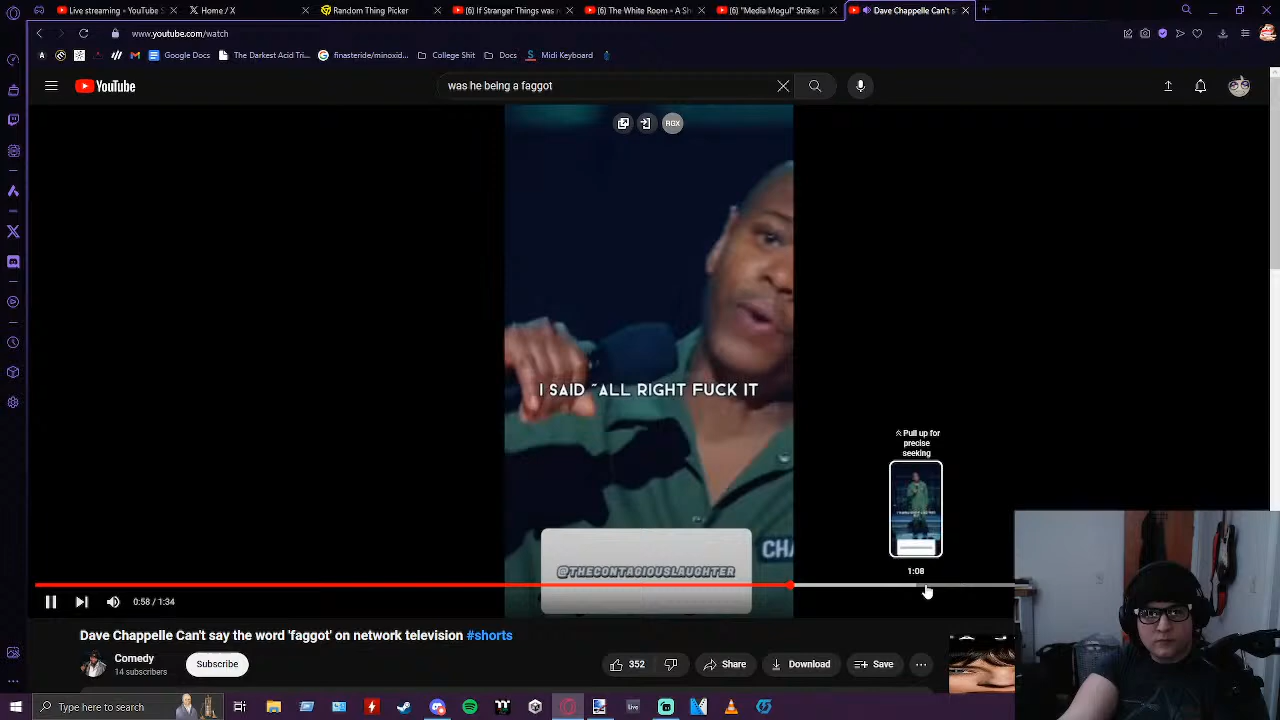 Live streaming - YouTube S
Home / X
Random Thing Picker
(6) If Stranger Things was r
(6) The White Room - A Sh
(6) "Media Mogul" Strikes
Dave Chappelle Can't s
www.youtube.com/watch
Google Docs
The Darkest Acid Tri...
finasteride/minoxid...
College Shit
Docs
Midi Keyboard
YouTube
was he being a faggot
RGX
I SAID "ALL RIGHT FUCK IT
Pull up for
precise
seeking
CHA
@THECONTAGIOUSLAUGHTER
1:08
0:58 / 1:34
Dave Chappelle Can't say the word 'faggot' on network television #shorts
Comedy
14 subscribers
Subscribe
352
Share
Download
Save
Type here to search